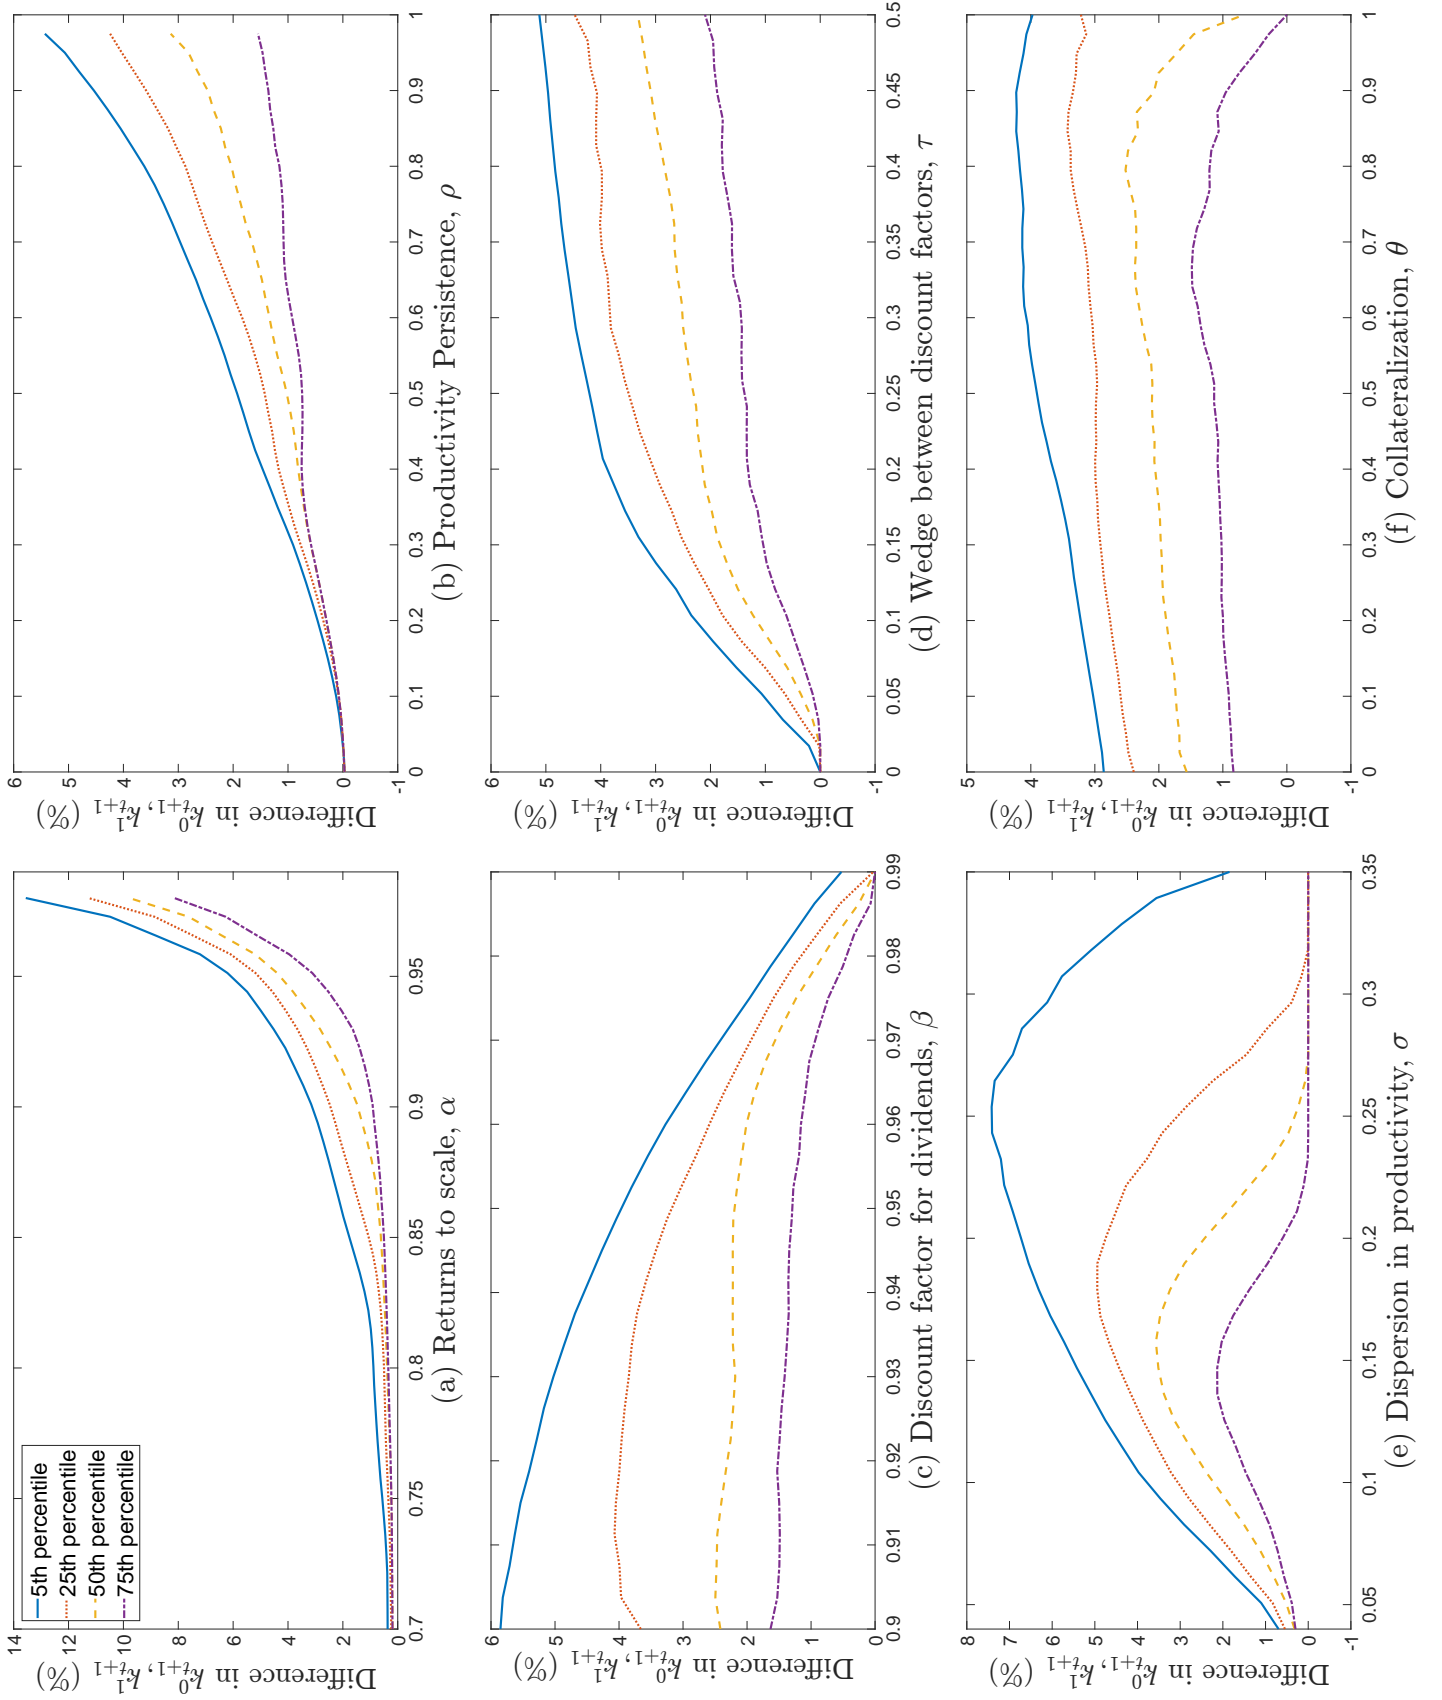 5th percentile
25th percentile
50th percentile
75th percentile
Difference in k⁰ₜ₊₁, k¹ₜ₊₁ (%)
14
12
10
8
6
4
2
0
0.7 0.75 0.8 0.85 0.9 0.95
(a) Returns to scale, α
Difference in k⁰ₜ₊₁, k¹ₜ₊₁ (%)
6
5
4
3
2
1
0
-1
0 0.1 0.2 0.3 0.4 0.5 0.6 0.7 0.8 0.9 1
(b) Productivity Persistence, ρ
Difference in k⁰ₜ₊₁, k¹ₜ₊₁ (%)
6
5
4
3
2
1
0
0.9 0.91 0.92 0.93 0.94 0.95 0.96 0.97 0.98 0.99
(c) Discount factor for dividends, β
Difference in k⁰ₜ₊₁, k¹ₜ₊₁ (%)
6
5
4
3
2
1
0
-1
0 0.05 0.1 0.15 0.2 0.25 0.3 0.35 0.4 0.45 0.5
(d) Wedge between discount factors, τ
Difference in k⁰ₜ₊₁, k¹ₜ₊₁ (%)
8
7
6
5
4
3
2
1
0
-1
0.05 0.1 0.15 0.2 0.25 0.3 0.35
(e) Dispersion in productivity, σ
Difference in k⁰ₜ₊₁, k¹ₜ₊₁ (%)
5
4
3
2
1
0
-1
0 0.1 0.2 0.3 0.4 0.5 0.6 0.7 0.8 0.9 1
(f) Collateralization, θ